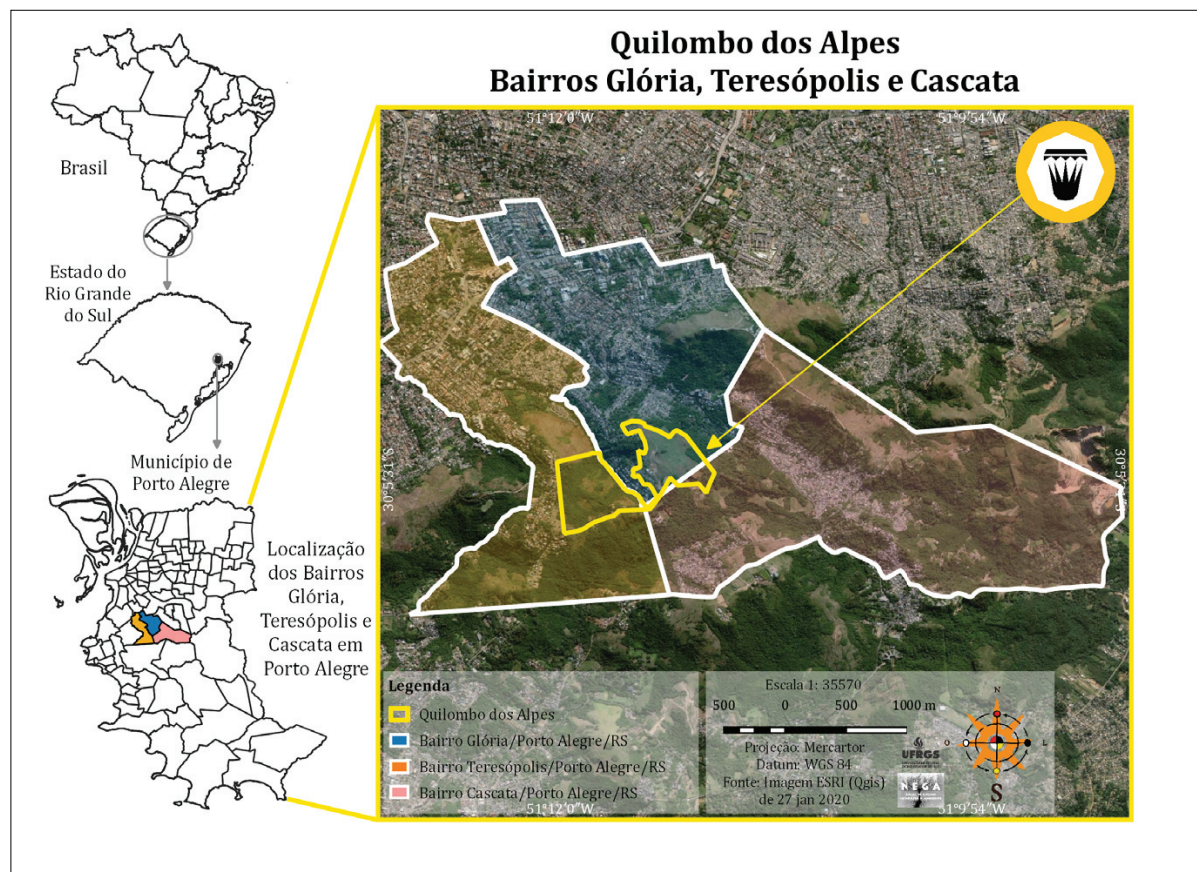 Quilombo dos Alpes
Bairros Glória, Teresópolis e Cascata
Brasil
Estado do
Rio Grande
do Sul
Município de
Porto Alegre
Localização
dos Bairros
Glória,
Teresópolis e
Cascata em
Porto Alegre
51°12'0"W
51°9'54"W
30°5'31"S
Legenda
Quilombo dos Alpes
Bairro Glória/Porto Alegre/RS
Bairro Teresópolis/Porto Alegre/RS
Bairro Cascata/Porto Alegre/RS
Escala 1: 35570
500 0 500 1000 m
Projeção: Mercartor
Datum: WGS 84
Fonte: Imagem ESRI (Qgis)
de 27 jan 2020
UFRGS
NEGA
N
O L
S
51°12'0"W
51°9'54"W